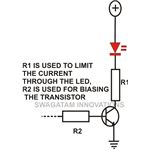 R1 IS USED TO LIMIT
THE CURRENT
THROUGH THE LED,
R2 IS USED FOR BIASING
THE TRANSISTOR
SWAGATAM INNOVATIONS
R1
R2